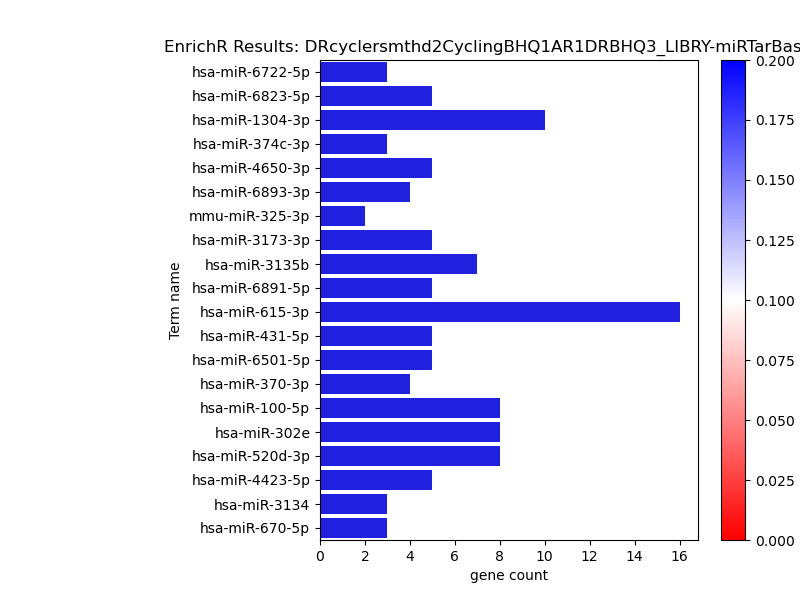 EnrichR Results: DRcyclersmthd2CyclingBHQ1AR1DRBHQ3_LIBRY-miRTarBas
hsa-miR-6722-5p
hsa-miR-6823-5p
hsa-miR-1304-3p
hsa-miR-374c-3p
hsa-miR-4650-3p
hsa-miR-6893-3p
mmu-miR-325-3p
hsa-miR-3173-3p
hsa-miR-3135b
hsa-miR-6891-5p
hsa-miR-615-3p
hsa-miR-431-5p
hsa-miR-6501-5p
hsa-miR-370-3p
hsa-miR-100-5p
hsa-miR-302e
hsa-miR-520d-3p
hsa-miR-4423-5p
hsa-miR-3134
hsa-miR-670-5p
Term name
0 2 4 6 8 10 12 14 16
gene count
0.200
0.175
0.150
0.125
0.100
0.075
0.050
0.025
0.000